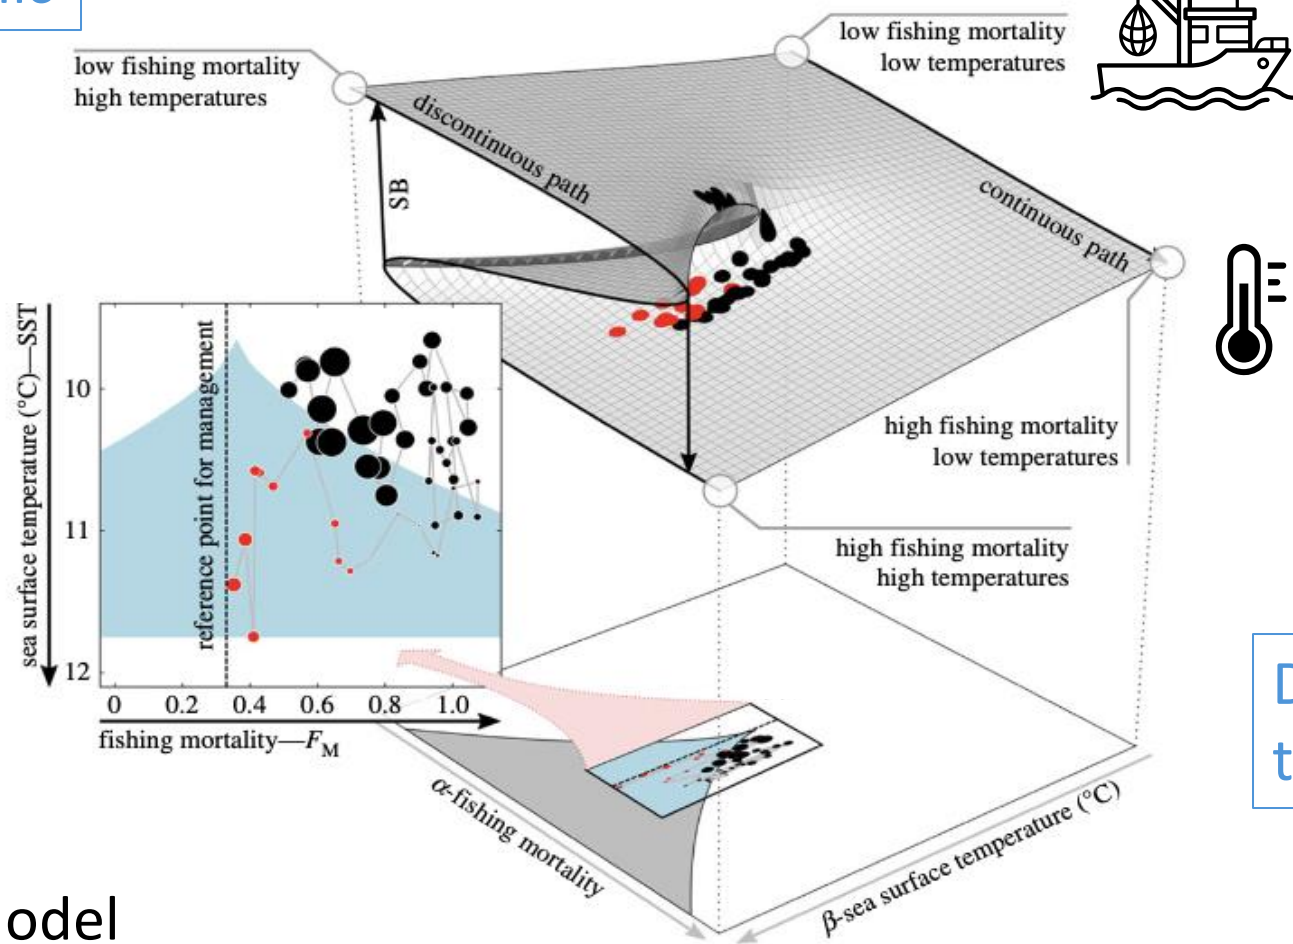 low fishing mortality
high temperatures
low fishing mortality
low temperatures
discontinuous path
SB
continuous path
high fishing mortality
low temperatures
high fishing mortality
high temperatures
sea surface temperature (°C)—SST
10
11
12
reference point for management
0 0.2 0.4 0.6 0.8 1.0
fishing mortality—FM
α-fishing mortality
β-sea surface temperature (°C)
odel